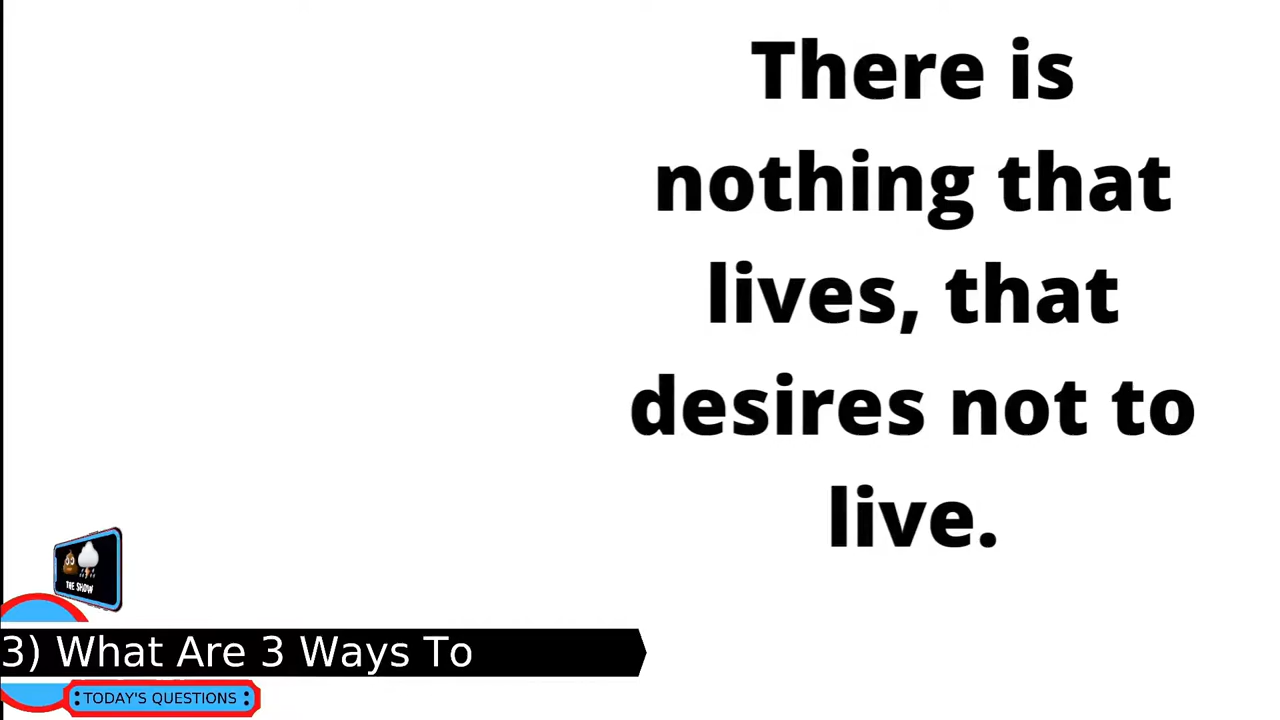 There is
nothing that
lives, that
desires not to
live.
THE SHOW
3) What Are 3 Ways To
: TODAY'S QUESTIONS :